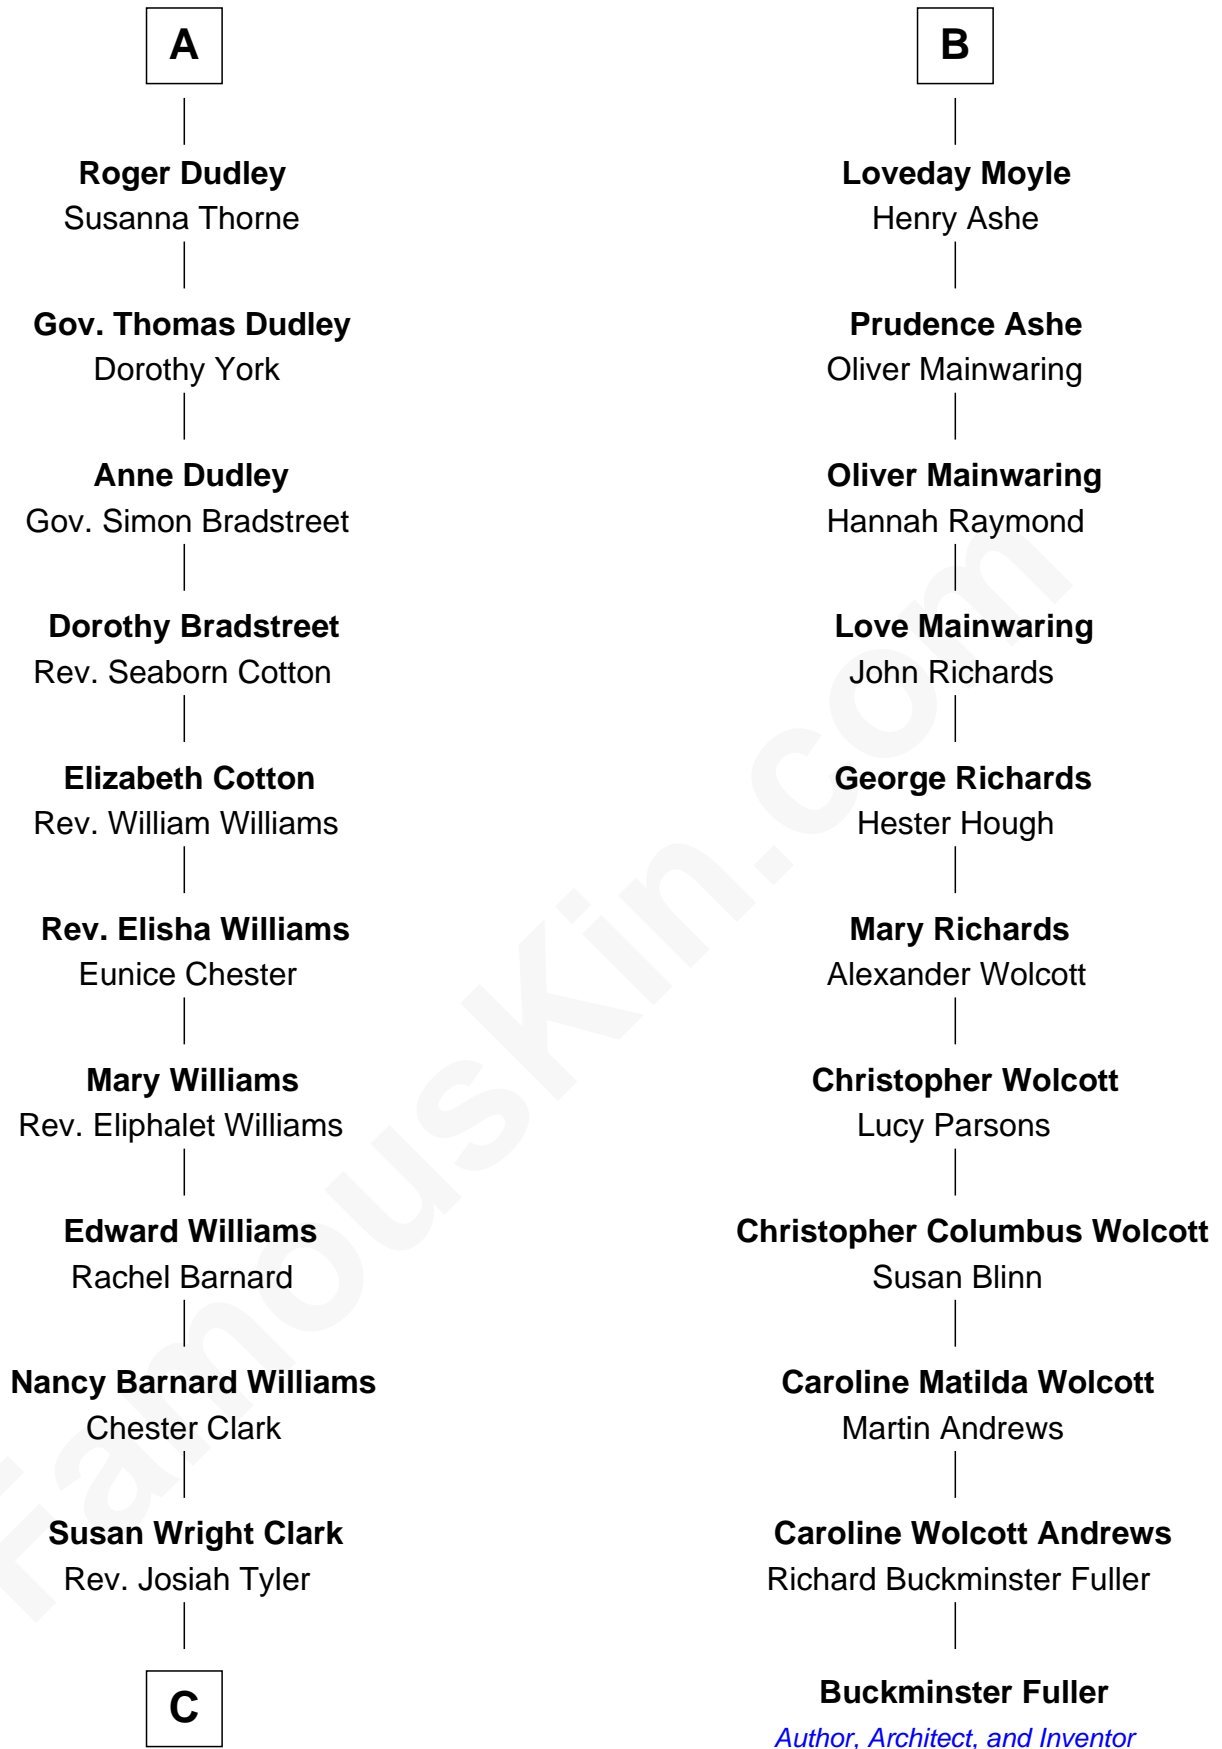 A
Roger Dudley
Susanna Thorne
Gov. Thomas Dudley
Dorothy York
Anne Dudley
Gov. Simon Bradstreet
Dorothy Bradstreet
Rev. Seaborn Cotton
Elizabeth Cotton
Rev. William Williams
Rev. Elisha Williams
Eunice Chester
Mary Williams
Rev. Eliphalet Williams
Edward Williams
Rachel Barnard
Nancy Barnard Williams
Chester Clark
Susan Wright Clark
Rev. Josiah Tyler
C
B
Loveday Moyle
Henry Ashe
Prudence Ashe
Oliver Mainwaring
Oliver Mainwaring
Hannah Raymond
Love Mainwaring
John Richards
George Richards
Hester Hough
Mary Richards
Alexander Wolcott
Christopher Wolcott
Lucy Parsons
Christopher Columbus Wolcott
Susan Blinn
Caroline Matilda Wolcott
Martin Andrews
Caroline Wolcott Andrews
Richard Buckminster Fuller
Buckminster Fuller
Author, Architect, and Inventor
FamousKin.com